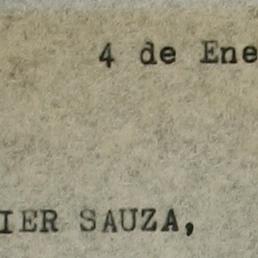 4 de Ene
IER SAUZA,